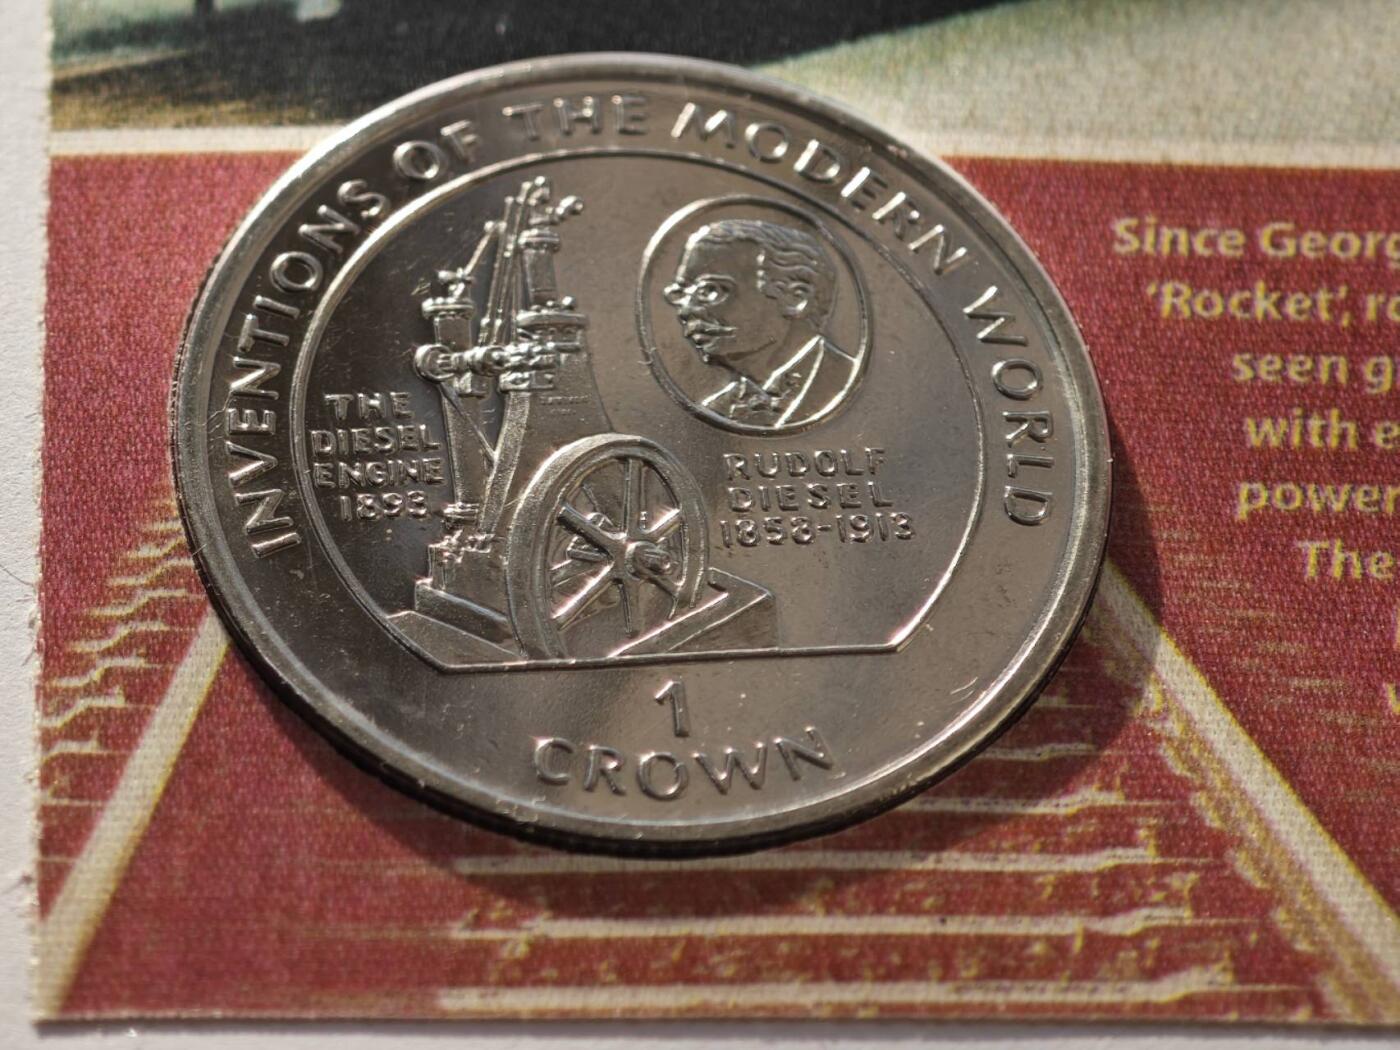 INVENTIONS OF THE MODERN WORLD
THE
DIESEL
ENGINE
1893
RUDOLF
DIESEL
1858-1913
1
CROWN
Since Georg
'Rocket', r
seen g
with e
power
The